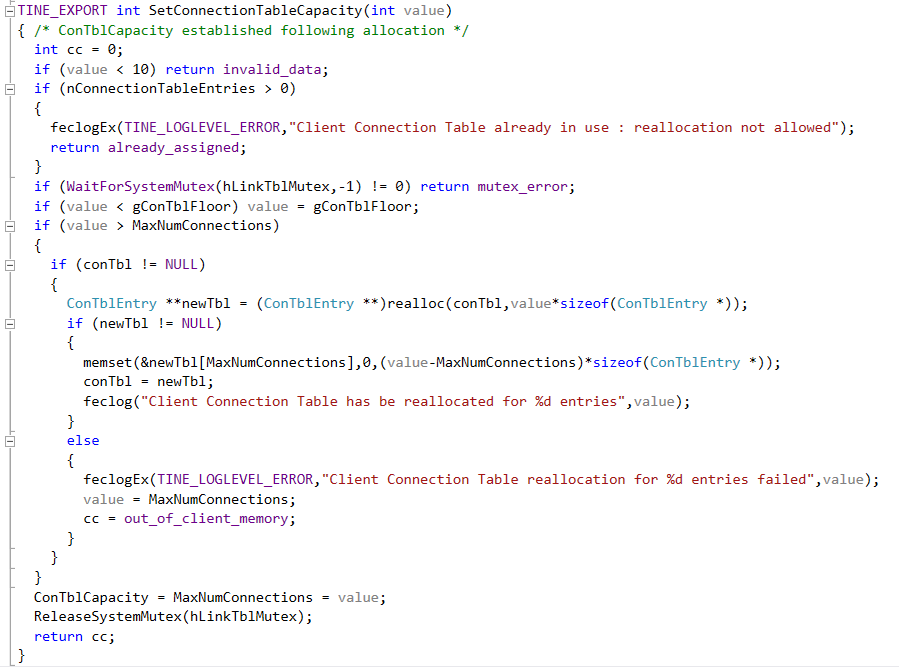 TINE_EXPORT int SetConnectionTableCapacity(int value)
{ /* ConTblCapacity established following allocation */
  int cc = 0;
  if (value < 10) return invalid_data;
  if (nConnectionTableEntries > 0)
  {
    feclogEx(TINE_LOGLEVEL_ERROR,"Client Connection Table already in use : reallocation not allowed");
    return already_assigned;
  }
  if (WaitForSystemMutex(hLinkTblMutex,-1) != 0) return mutex_error;
  if (value < gConTblFloor) value = gConTblFloor;
  if (value > MaxNumConnections)
  {
    if (conTbl != NULL)
    {
      ConTblEntry **newTbl = (ConTblEntry **)realloc(conTbl,value*sizeof(ConTblEntry *));
      if (newTbl != NULL)
      {
        memset(&newTbl[MaxNumConnections],0,(value-MaxNumConnections)*sizeof(ConTblEntry *));
        conTbl = newTbl;
        feclog("Client Connection Table has be reallocated for %d entries",value);
      }
      else
      {
        feclogEx(TINE_LOGLEVEL_ERROR,"Client Connection Table reallocation for %d entries failed",value);
        value = MaxNumConnections;
        cc = out_of_client_memory;
      }
    }
  }
  ConTblCapacity = MaxNumConnections = value;
  ReleaseSystemMutex(hLinkTblMutex);
  return cc;
}